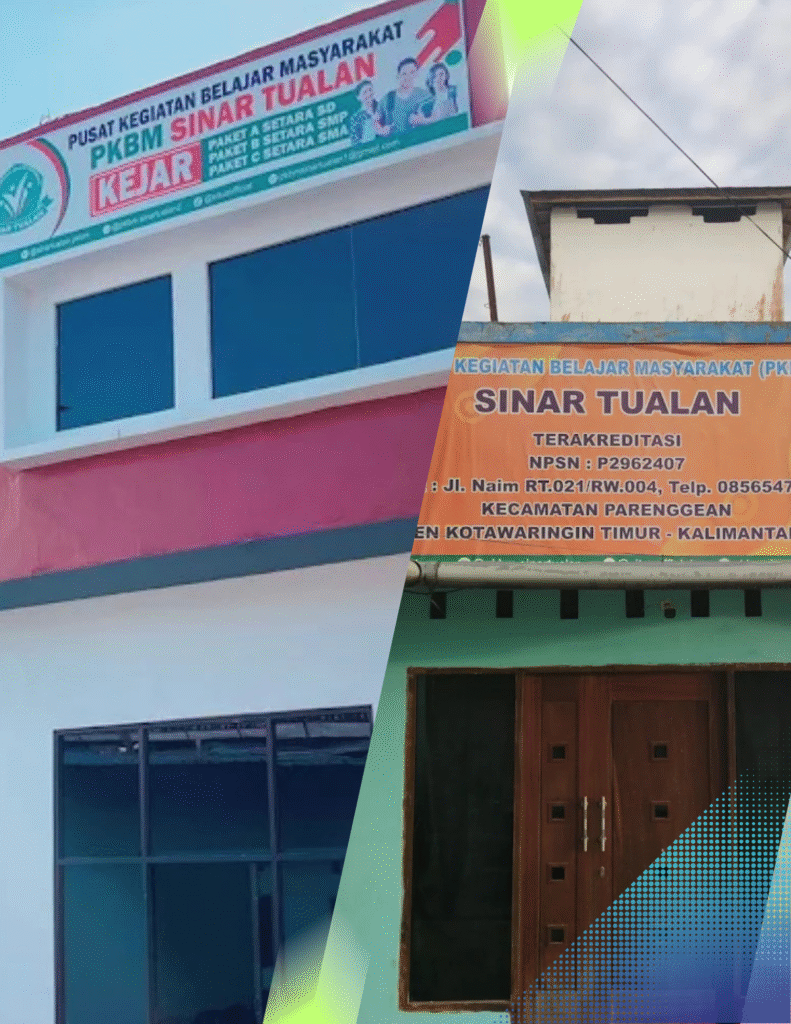 PUSAT KEGIATAN BELAJAR MASYARAKAT
PKBM SINAR TUALAN
KEJAR
PAKET A SETARA SD
PAKET B SETARA SMP
PAKET C SETARA SMA
TUALAN
KEGIATAN BELAJAR MASYARAKAT (PK
SINAR TUALAN
TERAKREDITASI
NPSN : P2962407
: Jl. Naim RT.021/RW.004, Telp. 0856547
KECAMATAN PARENGGEAN
EN KOTAWARINGIN TIMUR - KALIMANTA